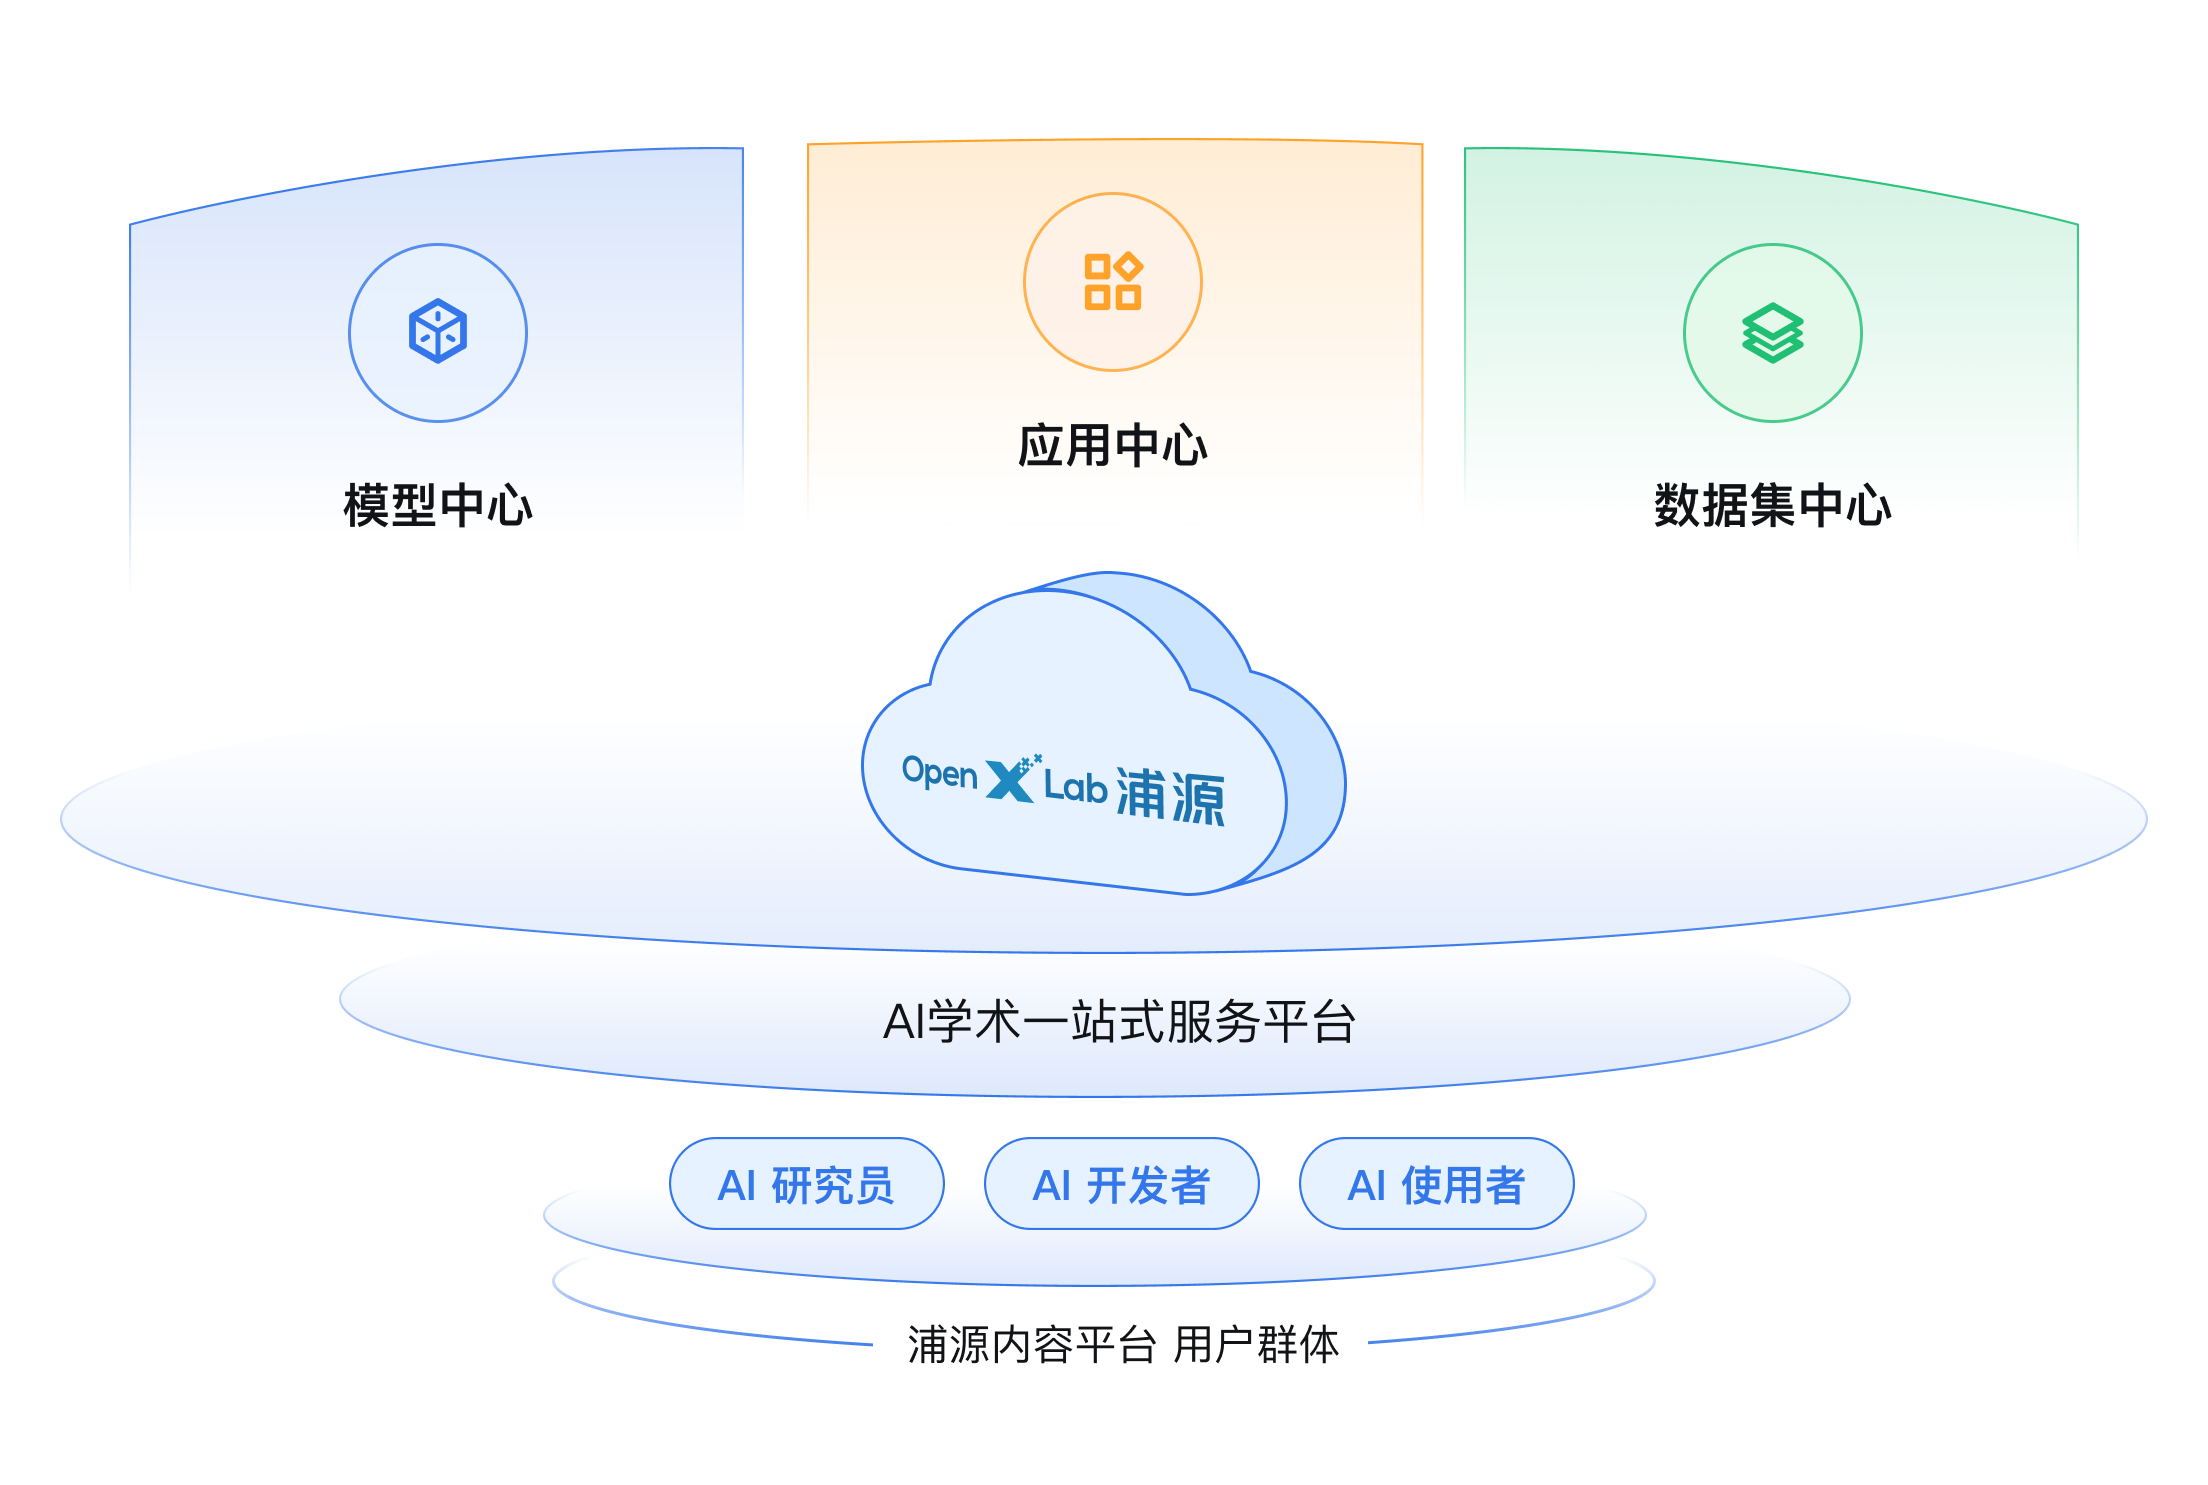 模型中心
应用中心
数据集中心
OpenXLab 浦源
AI学术一站式服务平台
AI 研究员
AI 开发者
AI 使用者
浦源内容平台 用户群体